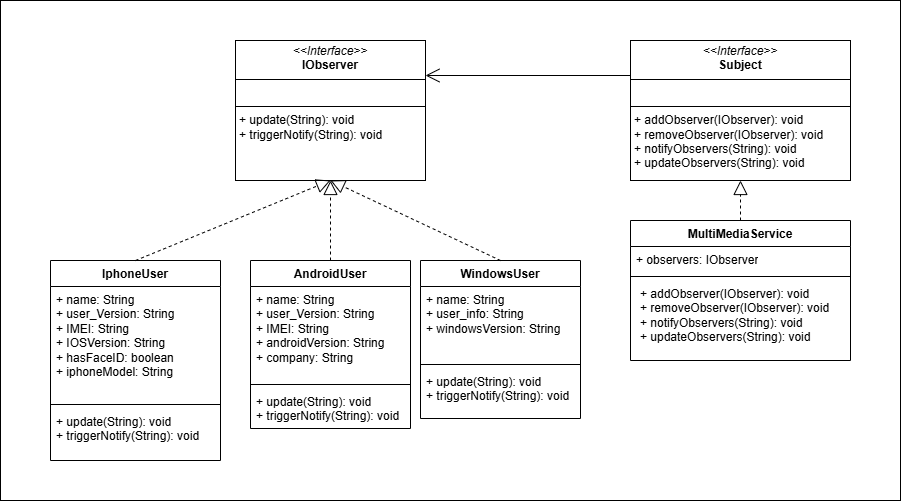 <<Interface>>
IObserver
+ update(String): void
+ triggerNotify(String): void
<<Interface>>
Subject
+ addObserver(IObserver): void
+ removeObserver(IObserver): void
+ notifyObservers(String): void
+ updateObservers(String): void
MultiMediaService
+ observers: IObserver
+ addObserver(IObserver): void
+ removeObserver(IObserver): void
+ notifyObservers(String): void
+ updateObservers(String): void
IphoneUser
+ name: String
+ user_Version: String
+ IMEI: String
+ IOSVersion: String
+ hasFaceID: boolean
+ iphoneModel: String
+ update(String): void
+ triggerNotify(String): void
AndroidUser
+ name: String
+ user_Version: String
+ IMEI: String
+ androidVersion: String
+ company: String
+ update(String): void
+ triggerNotify(String): void
WindowsUser
+ name: String
+ user_info: String
+ windowsVersion: String
+ update(String): void
+ triggerNotify(String): void